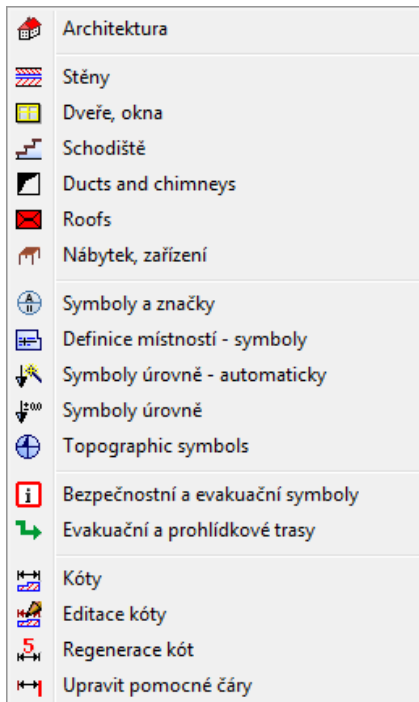 Architektura
Stěny
Dveře, okna
Schodiště
Ducts and chimneys
Roofs
Nábytek, zařízení
Symboly a značky
Definice místností - symboly
Symboly úrovně - automaticky
Symboly úrovně
Topographic symbols
Bezpečnostní a evakuační symboly
Evakuační a prohlídkové trasy
Kóty
Editace kóty
Regenerace kót
Upravit pomocné čáry